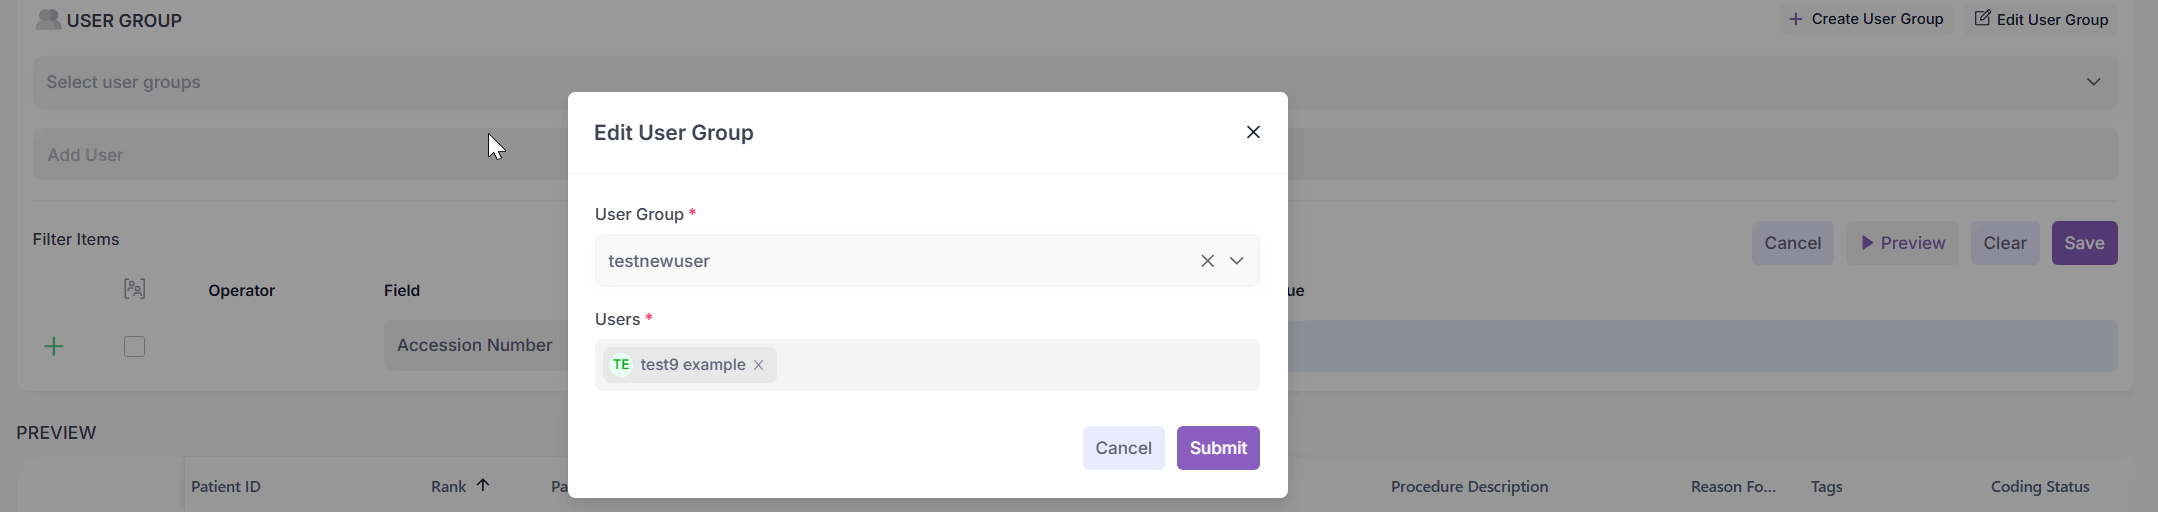 USER GROUP
Create User Group
Edit User Group
Select user groups
Add User
Edit User Group
User Group *
testnewuser
Users *
TE test9 example
Cancel
Submit
Filter Items
Cancel
Preview
Clear
Save
Operator
Field
ue
Accession Number
PREVIEW
Patient ID
Rank
Pa
Procedure Description
Reason Fo...
Tags
Coding Status